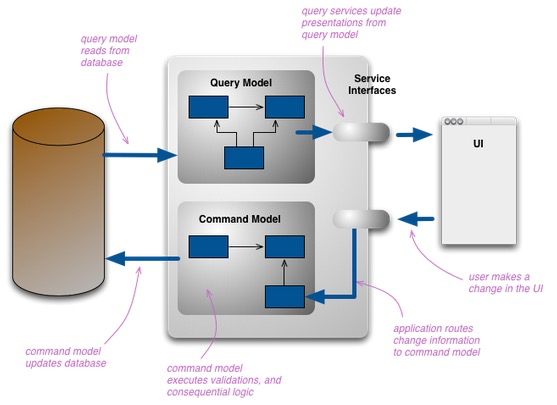 query services update
presentations from
query model
query model
reads from
database
Query Model
Service
Interfaces
UI
Command Model
user makes a
change in the UI
application routes
change information
to command model
command model
updates database
command model
executes validations, and
consequential logic